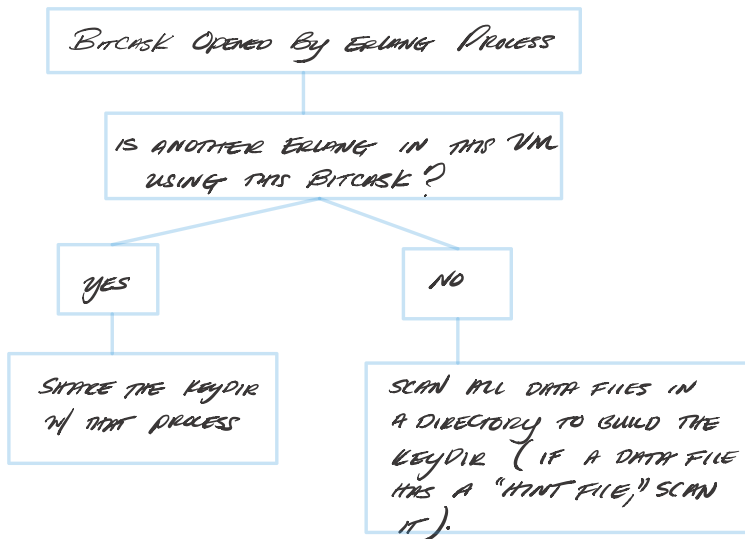 BITCASK OPENED BY ERLANG PROCESS
IS ANOTHER ERLANG IN THIS VM
USING THIS BITCASK?
YES
NO
SHARE THE KEYDIR
W/ THAT PROCESS
SCAN ALL DATA FILES IN
A DIRECTORY TO BUILD THE
KEYDIR (IF A DATA FILE
HAS A "HINT FILE," SCAN
IT).